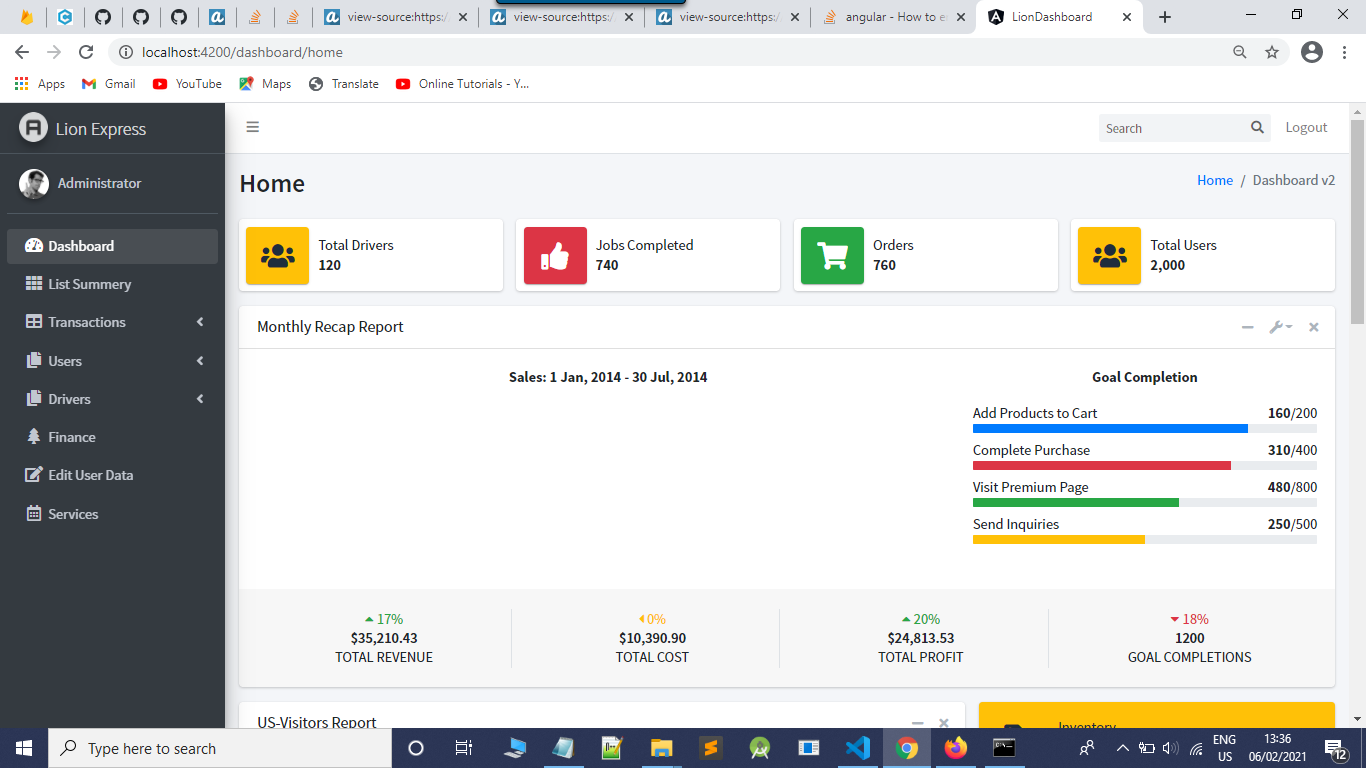 view-source:https:/
view-source:https:/
view-source:https:/
angular - How to e
LionDashboard
localhost:4200/dashboard/home
Apps
Gmail
YouTube
Maps
Translate
Online Tutorials - Y...
Lion Express
Search
Logout
Administrator
Home
Home / Dashboard v2
Dashboard
List Summery
Transactions
Users
Drivers
Finance
Edit User Data
Services
Total Drivers
120
Jobs Completed
740
Orders
760
Total Users
2,000
Monthly Recap Report
Sales: 1 Jan, 2014 - 30 Jul, 2014
Goal Completion
Add Products to Cart 160/200
Complete Purchase 310/400
Visit Premium Page 480/800
Send Inquiries 250/500
17%
$35,210.43
TOTAL REVENUE
0%
$10,390.90
TOTAL COST
20%
$24,813.53
TOTAL PROFIT
18%
1200
GOAL COMPLETIONS
US-Visitors Report
Inventory
Type here to search
ENG
US
13:36
06/02/2021
12